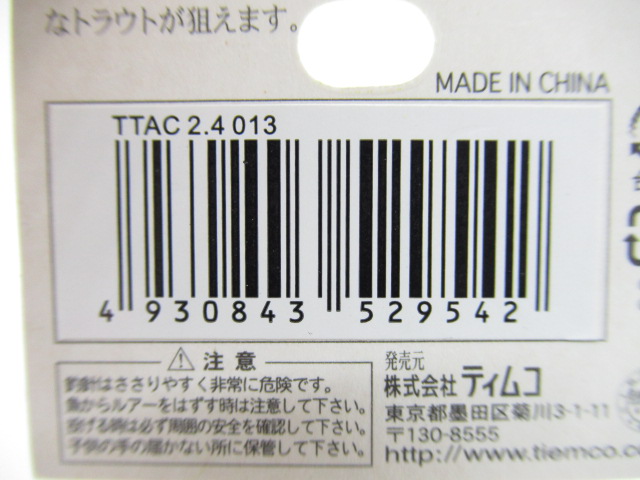 なトラウトが狙えます。
MADE IN CHINA
TTAC 2.4 013
4 930843 529542
注意
釣針はささりやすく非常に危険です。
魚からルアーをはずす時は注意して下さい。
投げる時は必ず周囲の安全を確認して下さい。
子供の手の届かない所に保管して下さい。
発売元
株式会社ティムコ
東京都墨田区菊川3-1-11
〒130-8555
http://www.tiemco.co